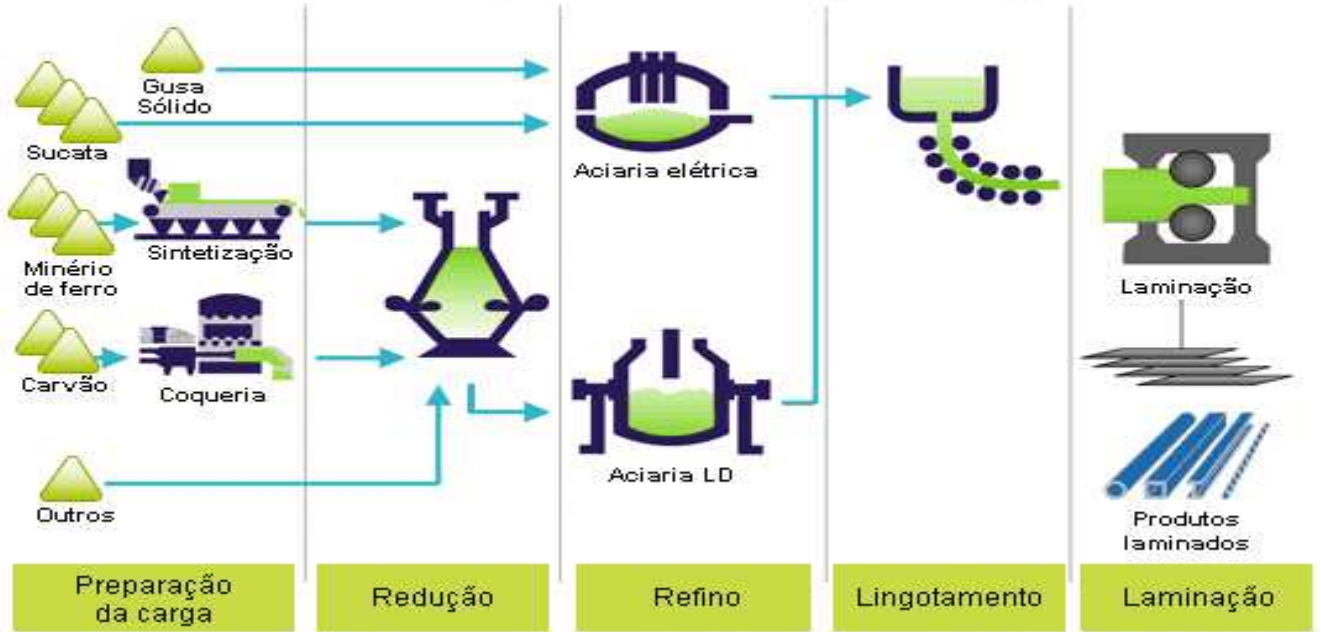 Gusa
Sólido
Sucata
Aciaria elétrica
Minério
de ferro
Sintetização
Laminação
Carvão
Coqueria
Aciaria LD
Outros
Produtos
laminados
Preparação
da carga
Redução
Refino
Lingotamento
Laminação